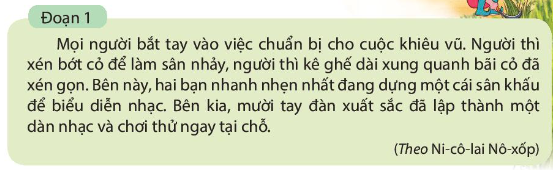 Đoạn 1
Mọi người bắt tay vào việc chuẩn bị cho cuộc khiêu vũ. Người thì
xén bớt cỏ để làm sân nhảy, người thì kê ghế dài xung quanh bãi cỏ đã
xén gọn. Bên này, hai bạn nhanh nhẹn nhất đang dựng một cái sân khấu
để biểu diễn nhạc. Bên kia, mười tay đàn xuất sắc đã lập thành một
dàn nhạc và chơi thử ngay tại chỗ.
(Theo Ni-cô-lai Nô-xốp)